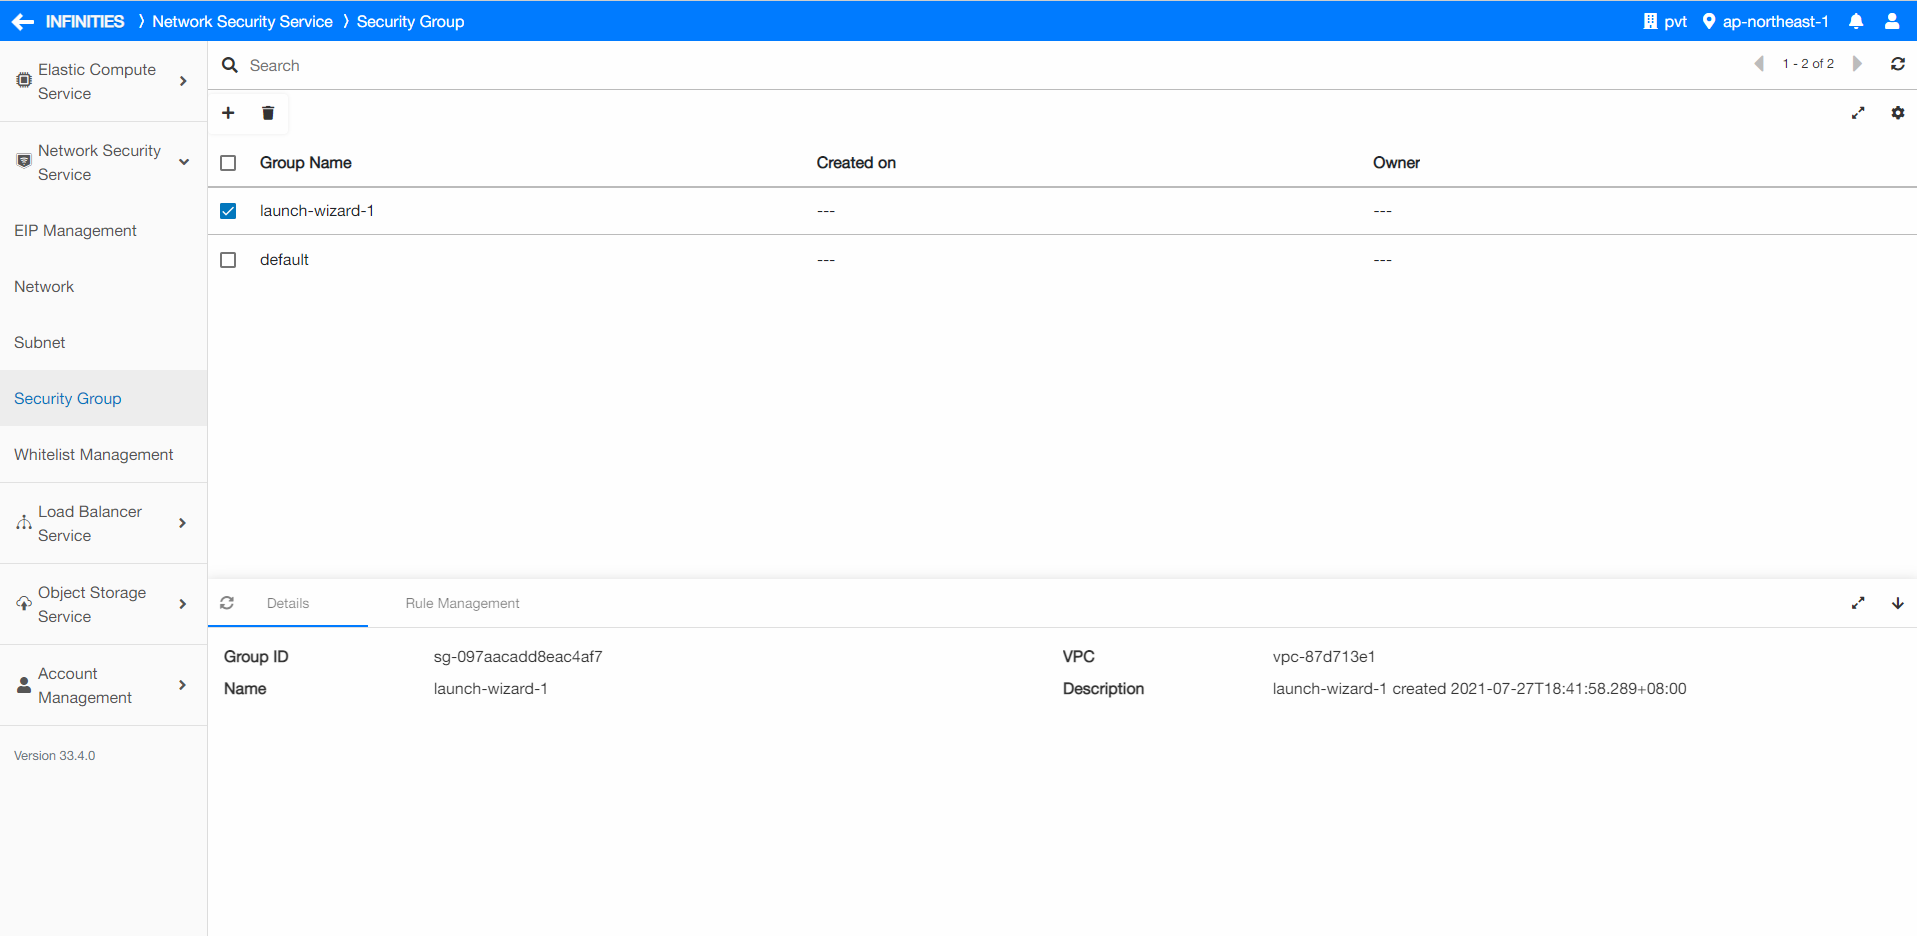 INFINITIES › Network Security Service › Security Group
pvt
ap-northeast-1
Elastic Compute
Service
Network Security
Service
EIP Management
Network
Subnet
Security Group
Whitelist Management
Load Balancer
Service
Object Storage
Service
Account
Management
Version 33.4.0
Search
1 - 2 of 2
Group Name Created on Owner
launch-wizard-1 --- ---
default --- ---
Details Rule Management
Group ID sg-097aacadd8eac4af7 VPC vpc-87d713e1
Name launch-wizard-1 Description launch-wizard-1 created 2021-07-27T18:41:58.289+08:00